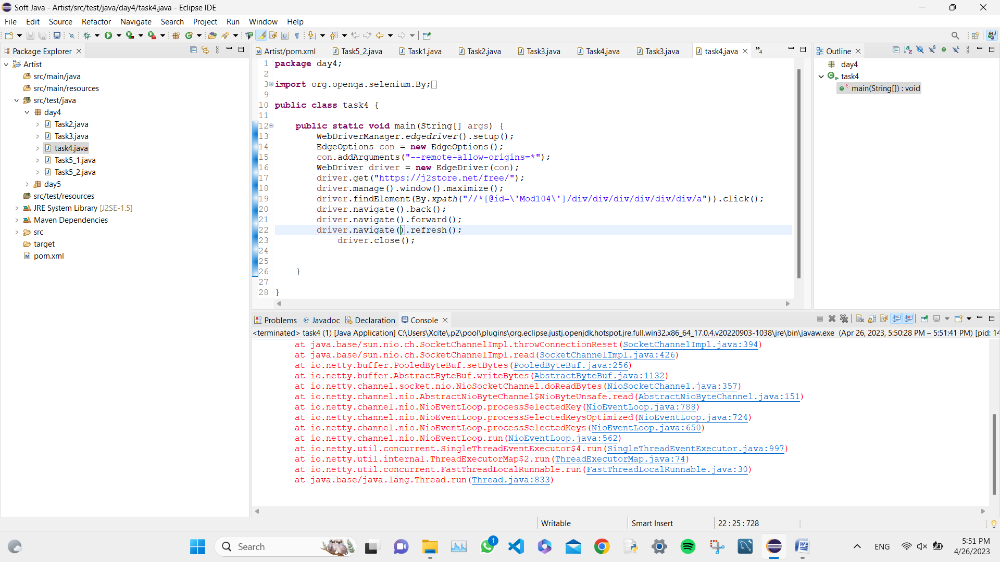 Soft Java - Artist/src/test/java/day4/task4.java - Eclipse IDE
File Edit Source Refactor Navigate Search Project Run Window Help
Package Explorer
Artist
src/main/java
src/main/resources
src/test/java
day4
Task2.java
Task3.java
task4.java
Task5_1.java
Task5_2.java
day5
src/test/resources
JRE System Library [J2SE-1.5]
Maven Dependencies
src
target
pom.xml
Artist/pom.xml Task5_2.java Task1.java Task2.java Task3.java Task4.java Task3.java task4.java »4
1 package day4;
2
3 import org.openqa.selenium.By;
9
10 public class task4 {
11
12 public static void main(String[] args) {
13 WebDriverManager.edgedriver().setup();
14 EdgeOptions con = new EdgeOptions();
15 con.addArguments("--remote-allow-origins=*");
16 WebDriver driver = new EdgeDriver(con);
17 driver.get("https://j2store.net/free/");
18 driver.manage().window().maximize();
19 driver.findElement(By.xpath("//*[@id=\'Mod104\']/div/div/div/div/div/div/a")).click();
20 driver.navigate().back();
21 driver.navigate().forward();
22 driver.navigate().refresh();
23 driver.close();
24
25
26 }
27
28 }
Outline
day4
task4
main(String[]) : void
Problems @ Javadoc Declaration Console
<terminated> task4 (1) [Java Application] C:\Users\Xcite\.p2\pool\plugins\org.eclipse.justj.openjdk.hotspot.jre.full.win32.x86_64_17.0.4.v20220903-1038\jre\bin\javaw.exe (Apr 26, 2023, 5:50:28 PM – 5:51:41 PM) [pid: 14
at java.base/sun.nio.ch.SocketChannelImpl.throwConnectionReset(SocketChannelImpl.java:394)
at java.base/sun.nio.ch.SocketChannelImpl.read(SocketChannelImpl.java:426)
at io.netty.buffer.PooledByteBuf.setBytes(PooledByteBuf.java:256)
at io.netty.buffer.AbstractByteBuf.writeBytes(AbstractByteBuf.java:1132)
at io.netty.channel.socket.nio.NioSocketChannel.doReadBytes(NioSocketChannel.java:357)
at io.netty.channel.nio.AbstractNioByteChannel$NioByteUnsafe.read(AbstractNioByteChannel.java:151)
at io.netty.channel.nio.NioEventLoop.processSelectedKey(NioEventLoop.java:788)
at io.netty.channel.nio.NioEventLoop.processSelectedKeysOptimized(NioEventLoop.java:724)
at io.netty.channel.nio.NioEventLoop.processSelectedKeys(NioEventLoop.java:650)
at io.netty.channel.nio.NioEventLoop.run(NioEventLoop.java:562)
at io.netty.util.concurrent.SingleThreadEventExecutor$4.run(SingleThreadEventExecutor.java:997)
at io.netty.util.internal.ThreadExecutorMap$2.run(ThreadExecutorMap.java:74)
at io.netty.util.concurrent.FastThreadLocalRunnable.run(FastThreadLocalRunnable.java:30)
at java.base/java.lang.Thread.run(Thread.java:833)
Writable Smart Insert 22 : 25 : 728
Search 1 ENG 5:51 PM
4/26/2023